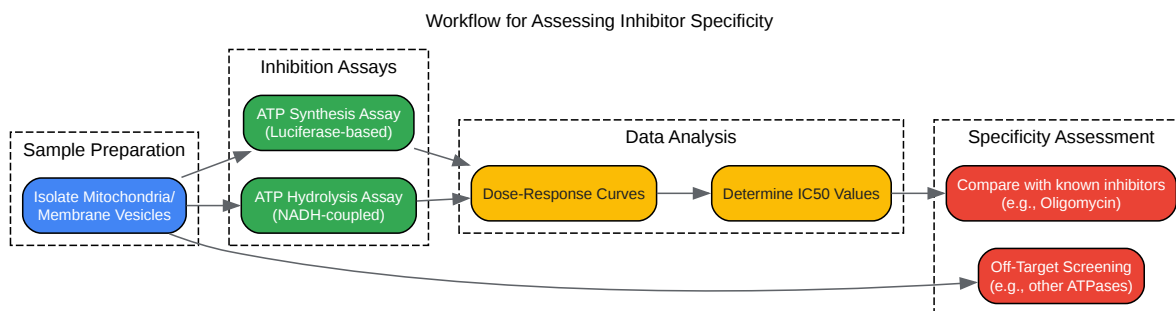 Workflow for Assessing Inhibitor Specificity
Sample Preparation
Isolate Mitochondria/
Membrane Vesicles
Inhibition Assays
ATP Synthesis Assay
(Luciferase-based)
ATP Hydrolysis Assay
(NADH-coupled)
Data Analysis
Dose-Response Curves
Determine IC50 Values
Specificity Assessment
Compare with known inhibitors
(e.g., Oligomycin)
Off-Target Screening
(e.g., other ATPases)